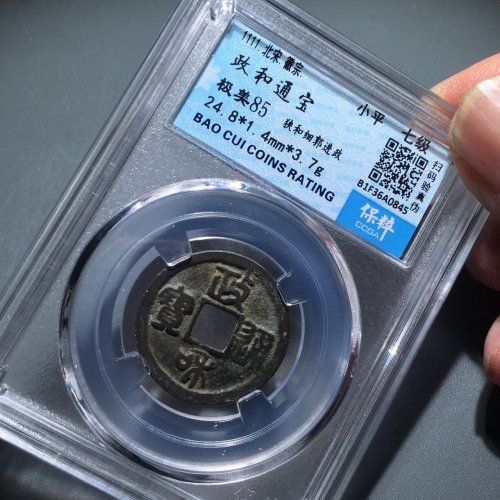 1111. 北宋 徽宗
政和通宝
小平 七级
极美85 狭和细郭进政
24.8*1.4mm*3.7g
BAO CUI COINS RATING
扫码验真伪
B1F36A0845
保粹
CCGA
政和通寶